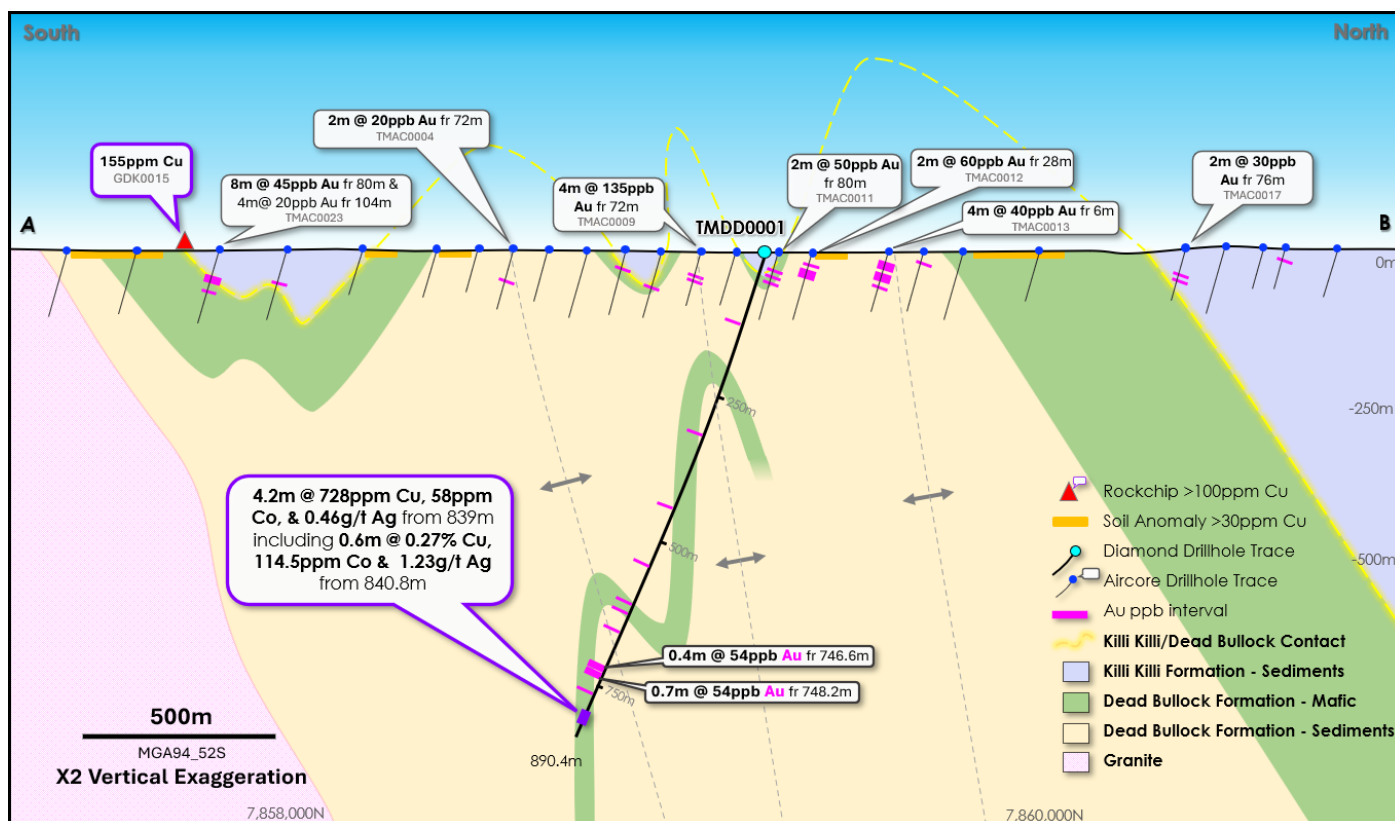 South
North
2m @ 20ppb Au fr 72m
TMAC0004
155ppm Cu
GDK0015
8m @ 45ppb Au fr 80m &
4m@ 20ppb Au fr 104m
TMAC0023
4m @ 135ppb
Au fr 72m
TMAC0009
2m @ 50ppb Au
fr 80m
TMAC0011
2m @ 60ppb Au fr 28m
TMAC0012
4m @ 40ppb Au fr 6m
TMAC0013
2m @ 30ppb
Au fr 76m
TMAC0017
A
TMDD0001
B
0m
-250m
-500m
250m
500m
750m
4.2m @ 728ppm Cu, 58ppm
Co, & 0.46g/t Ag from 839m
including 0.6m @ 0.27% Cu,
114.5ppm Co & 1.23g/t Ag
from 840.8m
0.4m @ 54ppb Au fr 746.6m
0.7m @ 54ppb Au fr 748.2m
890.4m
500m
MGA94_52S
X2 Vertical Exaggeration
7,858,000N
7,860,000N
Rockchip >100ppm Cu
Soil Anomaly >30ppm Cu
Diamond Drillhole Trace
Aircore Drillhole Trace
Au ppb interval
Killi Killi/Dead Bullock Contact
Killi Killi Formation - Sediments
Dead Bullock Formation - Mafic
Dead Bullock Formation - Sediments
Granite